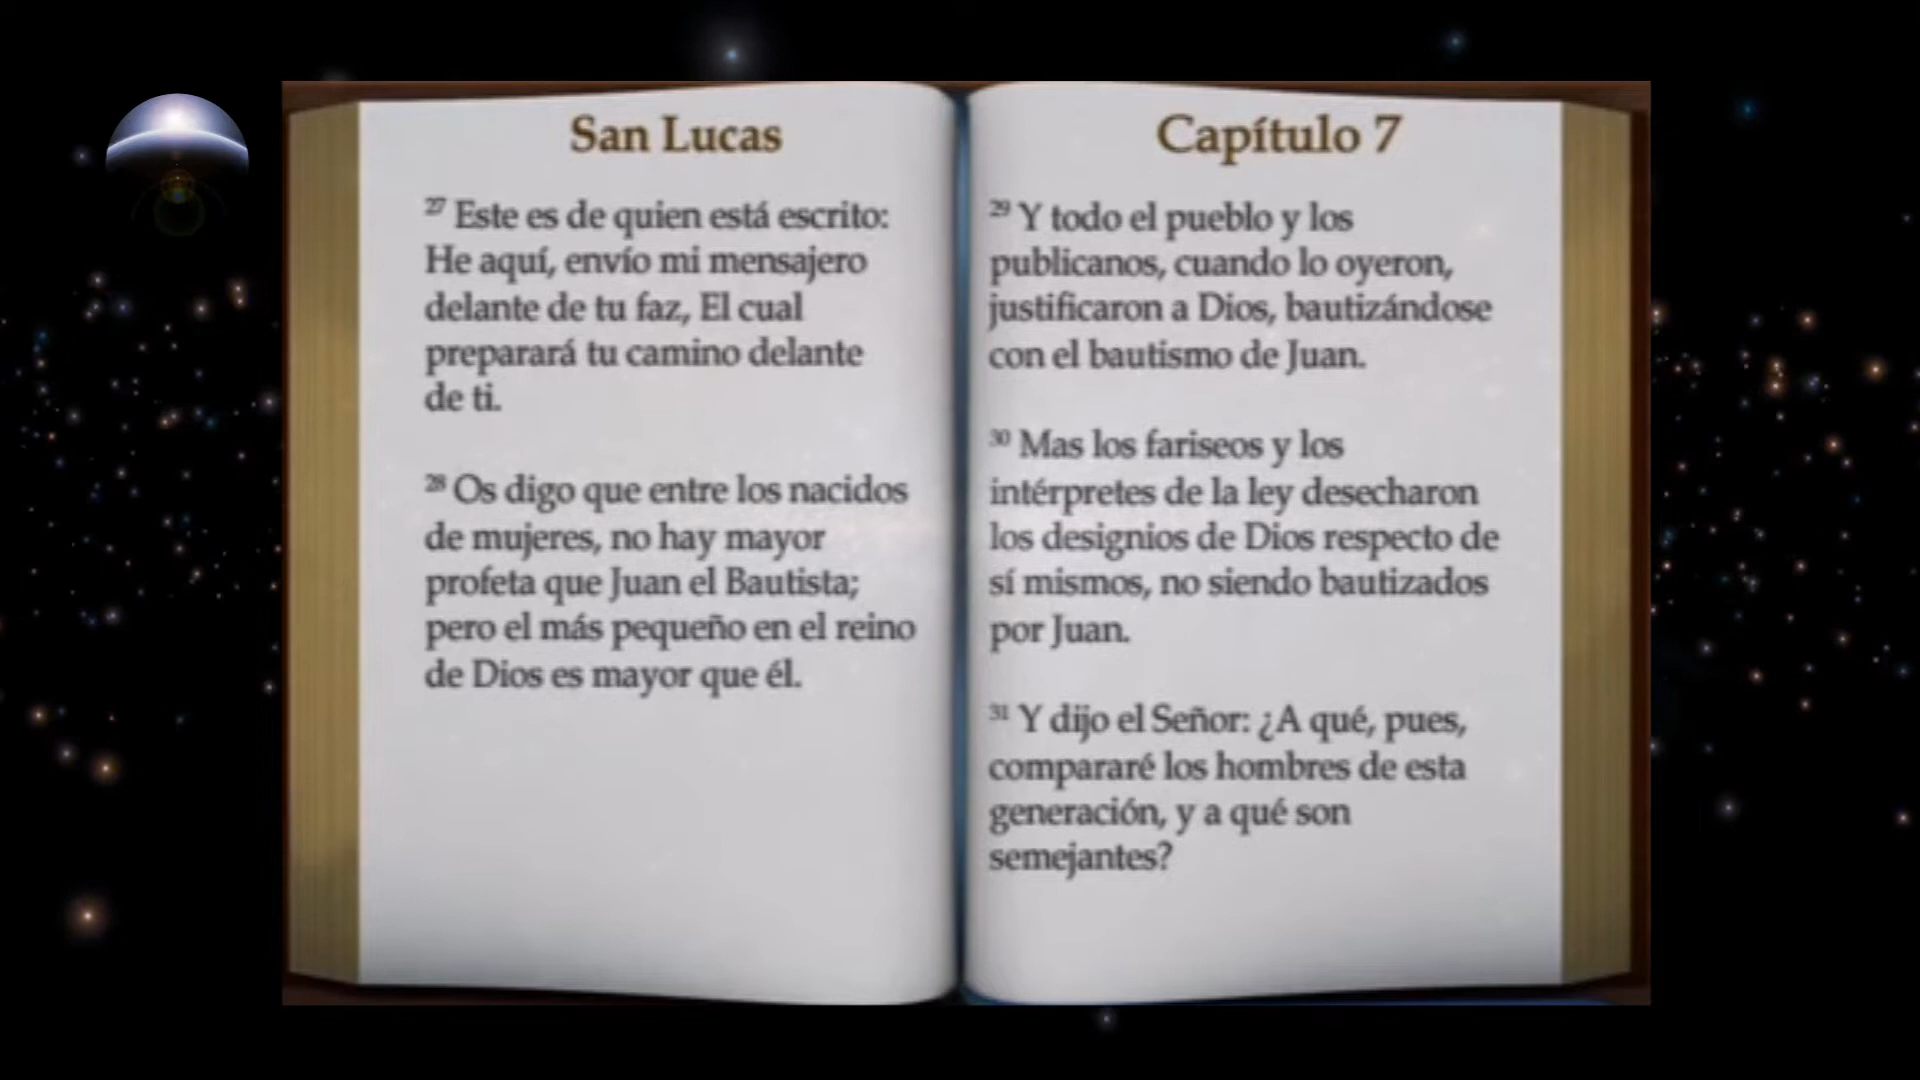 San Lucas
27 Este es de quien está escrito:
He aquí, envío mi mensajero
delante de tu faz, El cual
preparará tu camino delante
de ti.
28 Os digo que entre los nacidos
de mujeres, no hay mayor
profeta que Juan el Bautista;
pero el más pequeño en el reino
de Dios es mayor que él.
Capítulo 7
29 Y todo el pueblo y los
publicanos, cuando lo oyeron,
justificaron a Dios, bautizándose
con el bautismo de Juan.
30 Mas los fariseos y los
intérpretes de la ley desecharon
los designios de Dios respecto de
sí mismos, no siendo bautizados
por Juan.
31 Y dijo el Señor: ¿A qué, pues,
compararé los hombres de esta
generación, y a qué son
semejantes?